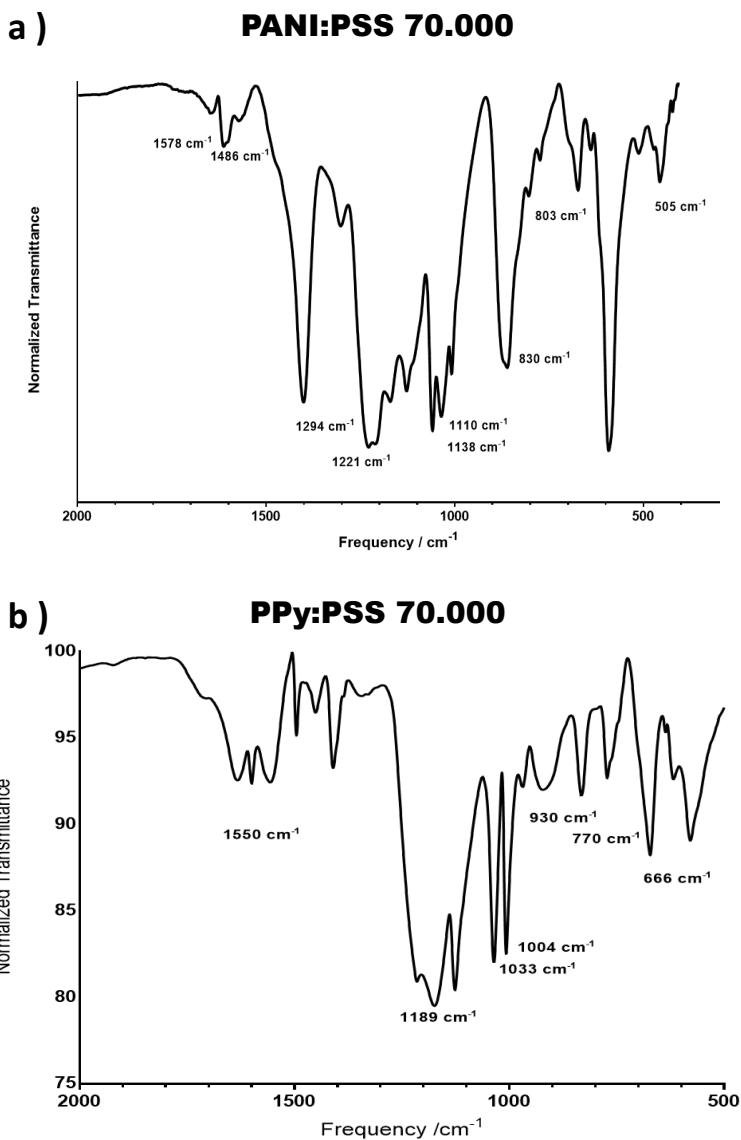 a )
PANI:PSS 70.000
Normalized Transmittance
1578 cm-1
1486 cm-1
1294 cm-1
1221 cm-1
1110 cm-1
1138 cm-1
830 cm-1
803 cm-1
505 cm-1
2000 1500 1000 500
Frequency / cm-1
b )
PPy:PSS 70.000
Normalized Transmittance
100
95
90
85
80
75
1550 cm-1
1189 cm-1
1004 cm-1
1033 cm-1
930 cm-1
770 cm-1
666 cm-1
2000 1500 1000 500
Frequency /cm-1